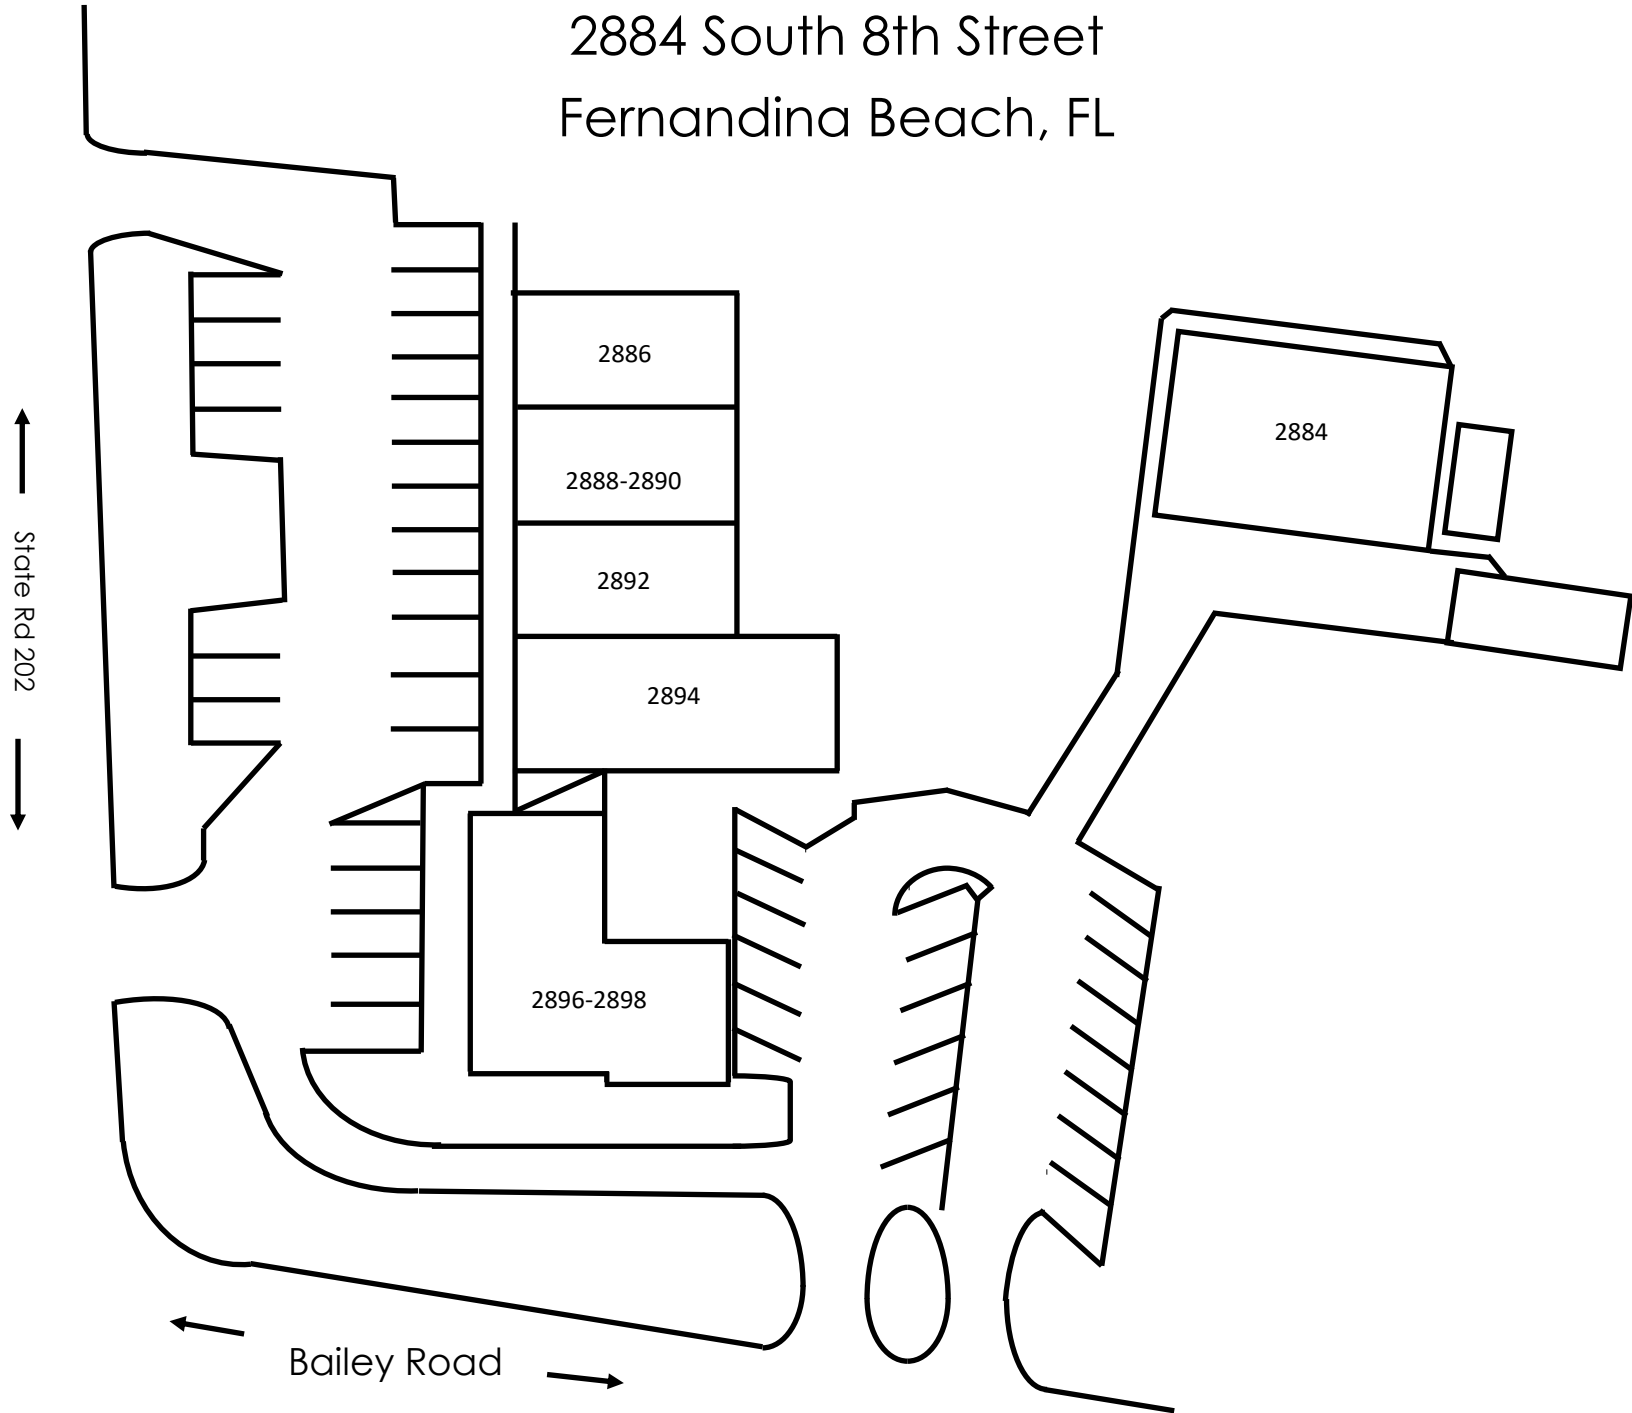 2884 South 8th Street
Fernandina Beach, FL
2886
2884
2888-2890
State Rd 202
2892
2894
2896-2898
Bailey Road